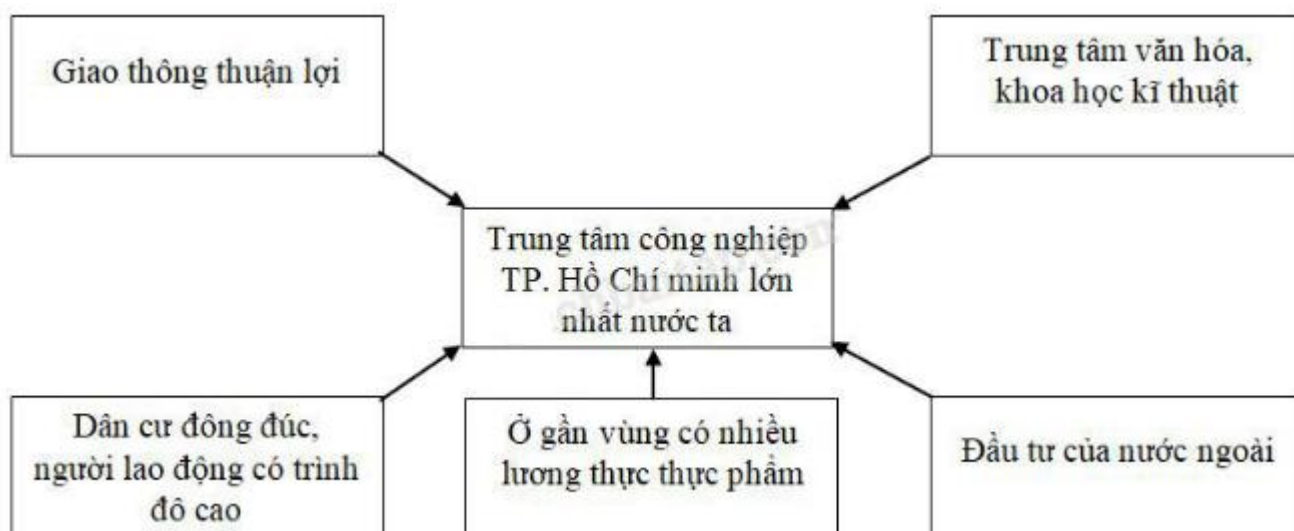 Giao thông thuận lợi
Trung tâm văn hóa,
khoa học kĩ thuật
Trung tâm công nghiệp
TP. Hồ Chí minh lớn
nhất nước ta
Dân cư đông đúc,
người lao động có trình
đô cao
Ở gần vùng có nhiều
lương thực thực phẩm
Đầu tư của nước ngoài